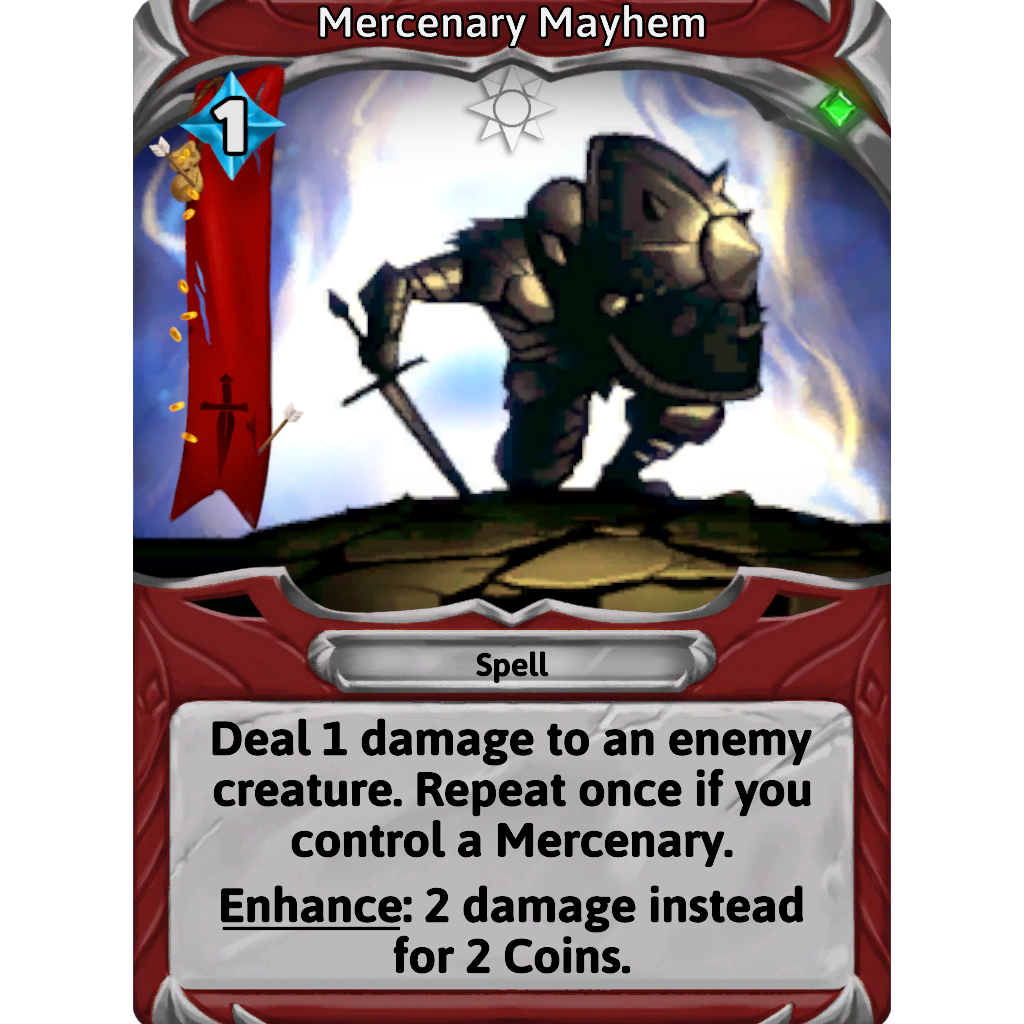 Mercenary Mayhem
1
Spell
Deal 1 damage to an enemy
creature. Repeat once if you
control a Mercenary.
Enhance: 2 damage instead
for 2 Coins.